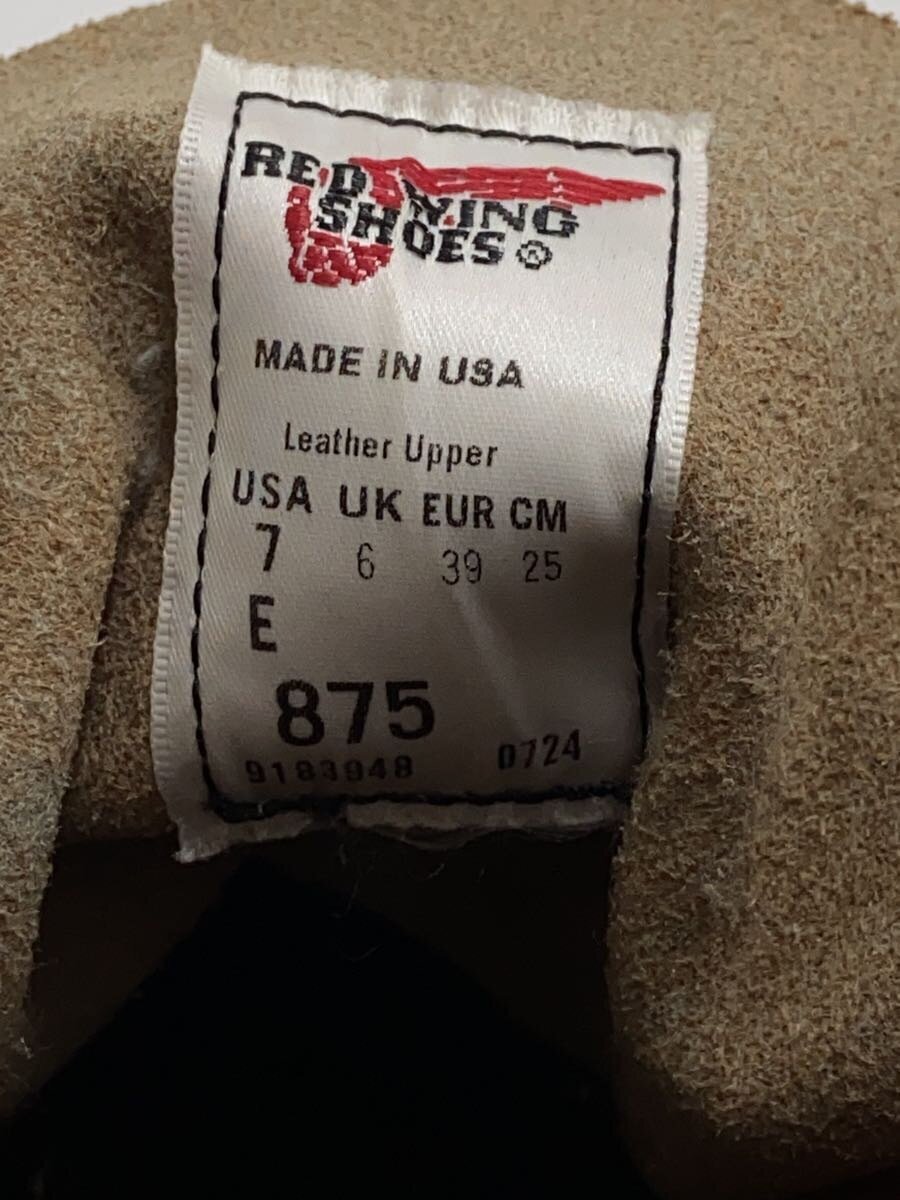 RED WING
SHOES®
MADE IN USA
Leather Upper
USA UK EUR CM
7 6 39 25
E
875
9183948 0724